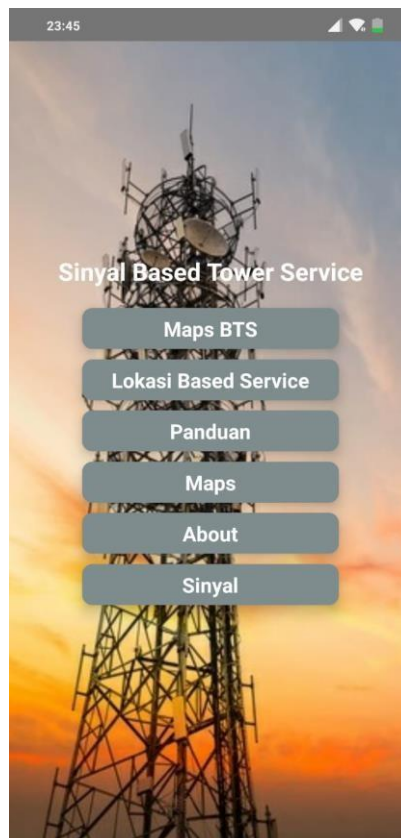 23:45
Sinyal Based Tower Service
Maps BTS
Lokasi Based Service
Panduan
Maps
About
Sinyal